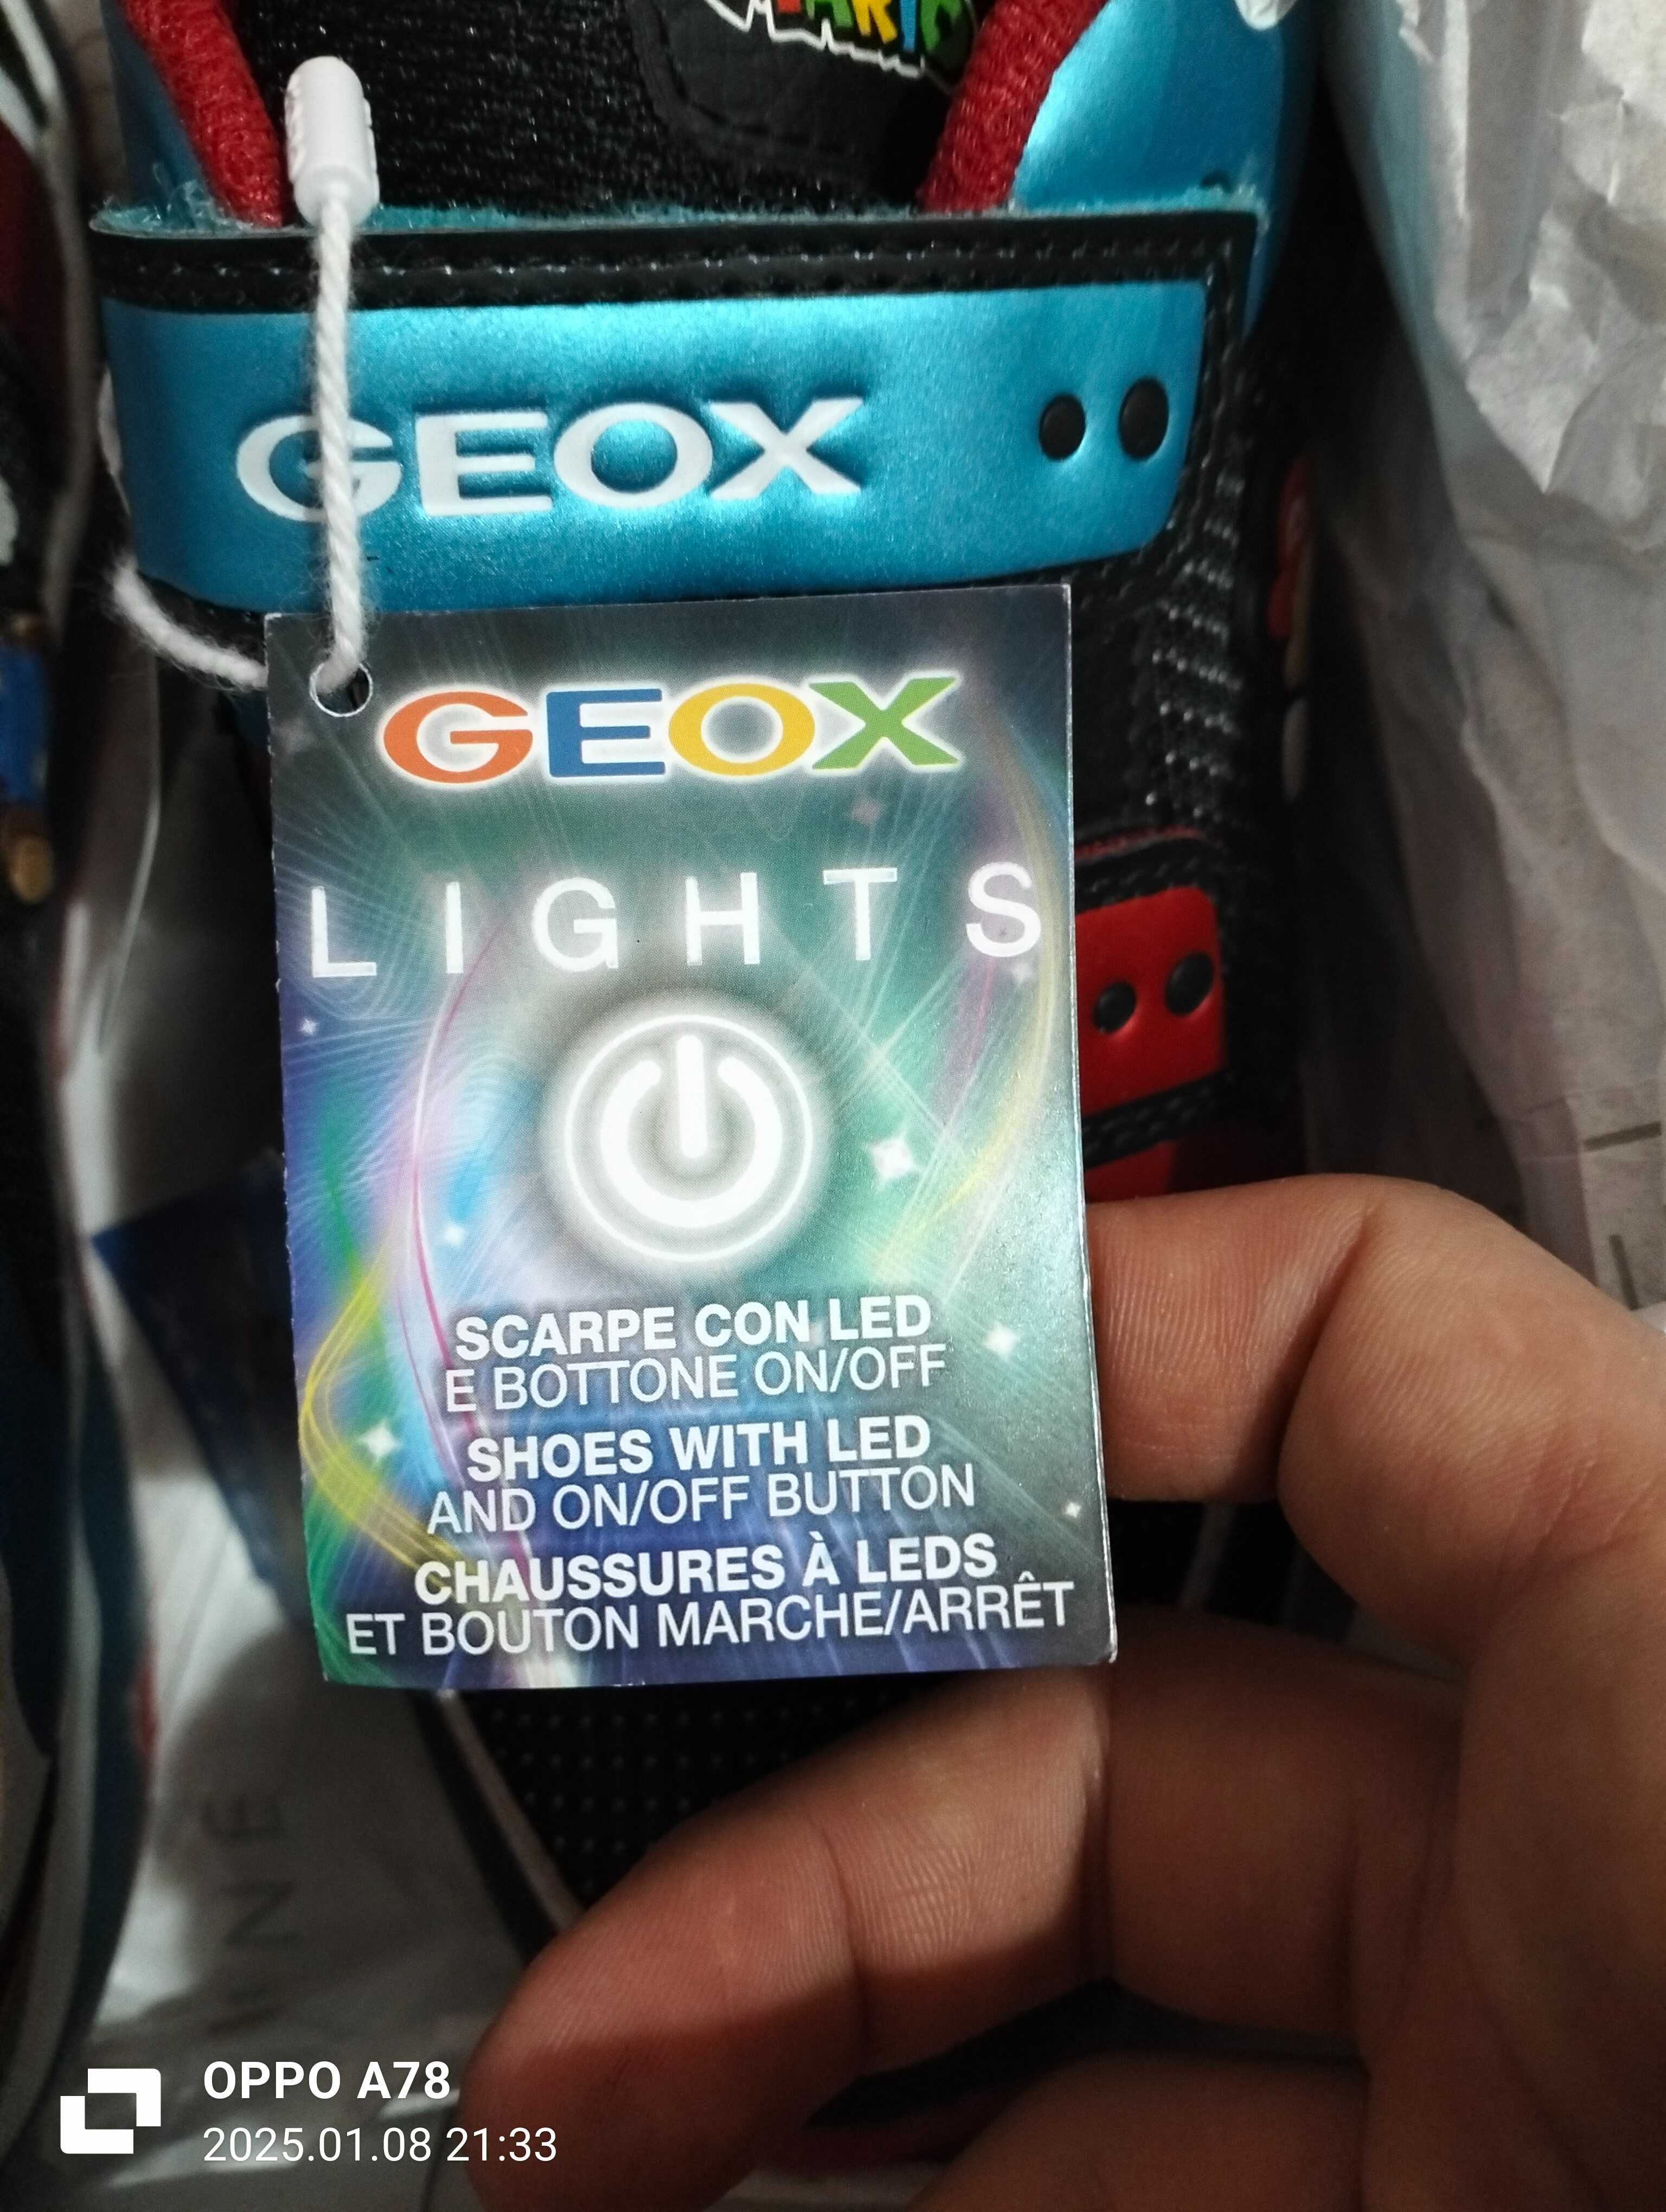 GEOX
GEOX
LIGHTS
SCARPE CON LED
E BOTTONE ON/OFF
SHOES WITH LED
AND ON/OFF BUTTON
CHAUSSURES À LEDS
ET BOUTON MARCHE/ARRÊT
OPPO A78
2025.01.08 21:33